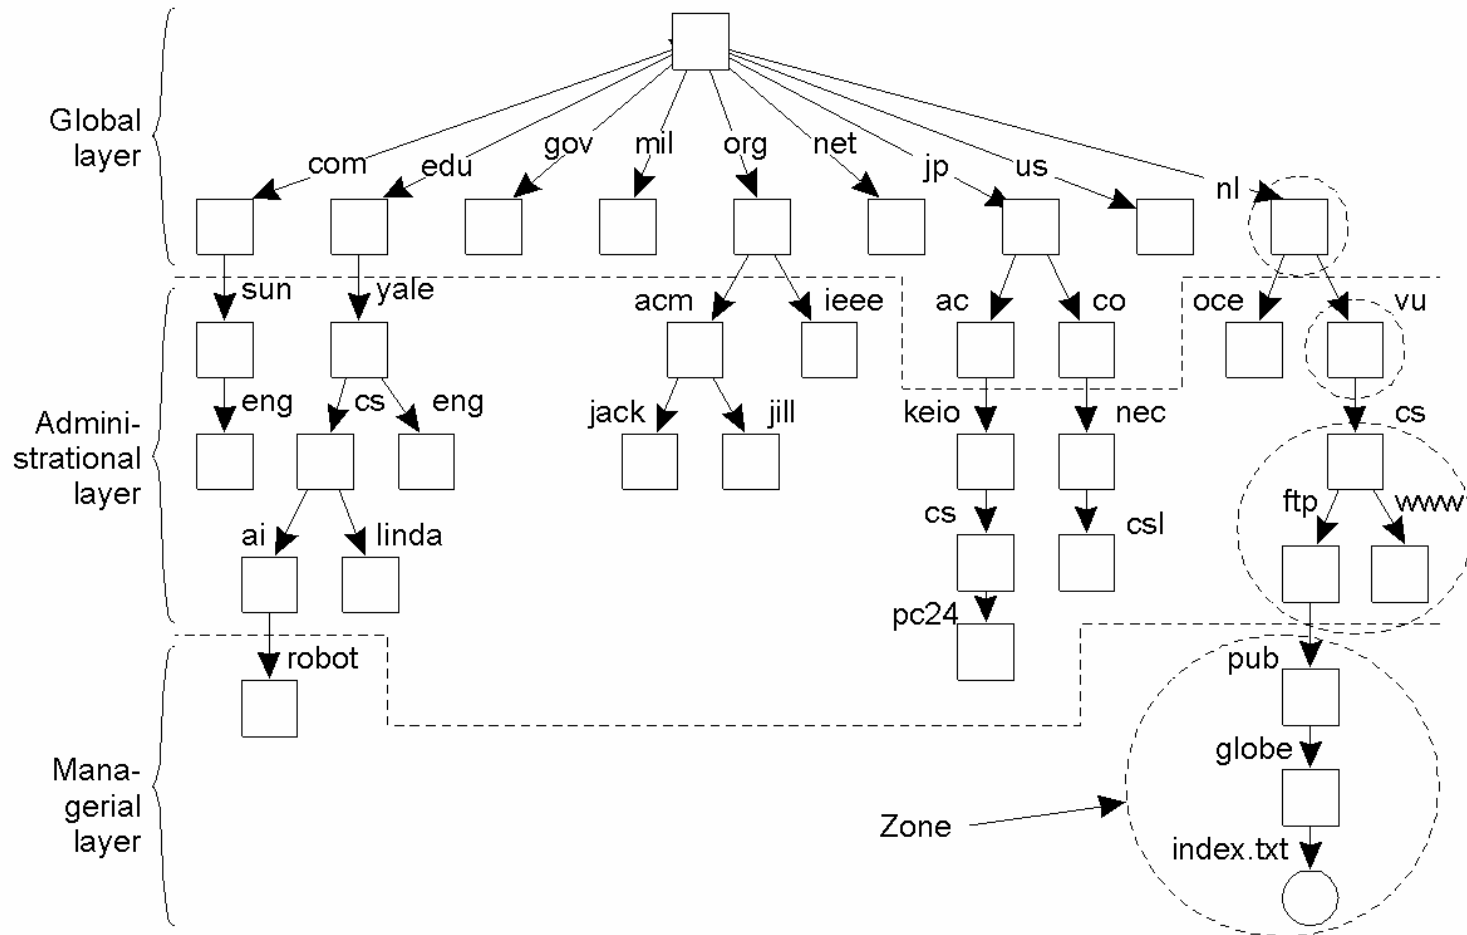 Global
layer
com
edu
gov
mil
org
net
jp
us
nl
sun
yale
acm
ieee
ac
co
oce
vu
Admini-
strational
layer
eng
cs
eng
jack
jill
keio
nec
cs
ai
linda
cs
csl
ftp
www
pc24
robot
pub
Mana-
gerial
layer
globe
Zone
index.txt